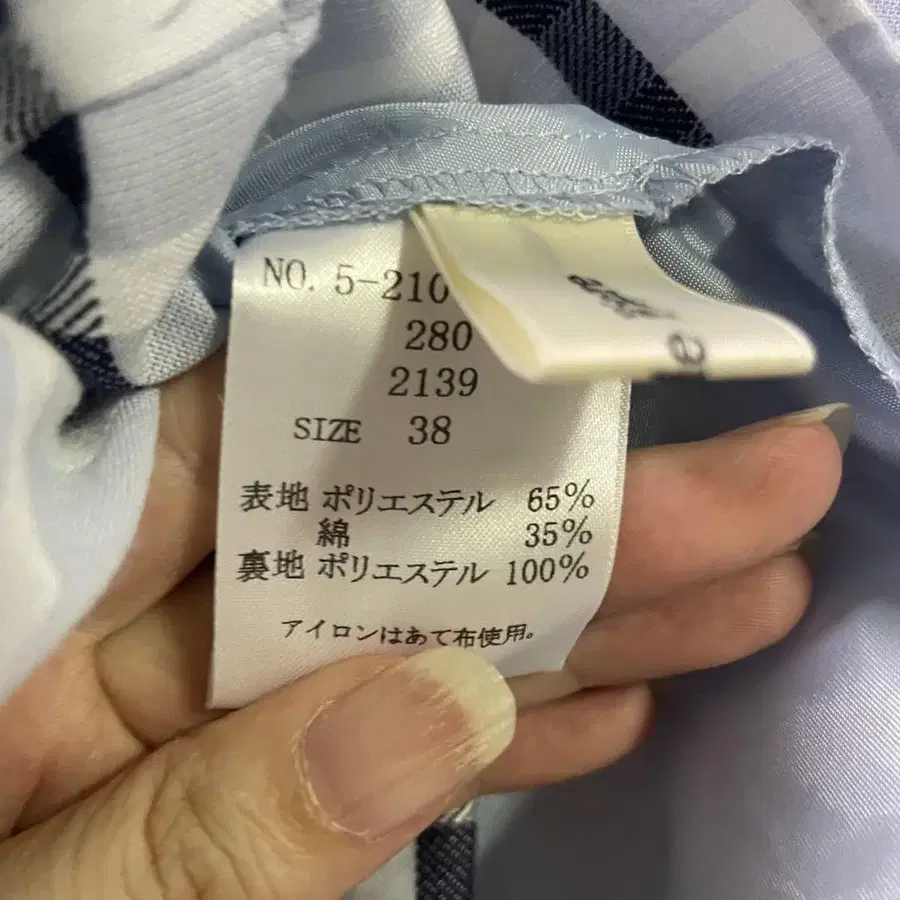 NO. 5-210
280
2139
SIZE 38
表地 ポリエステル 65%
綿 35%
裏地 ポリエステル 100%
アイロンはあて布使用。